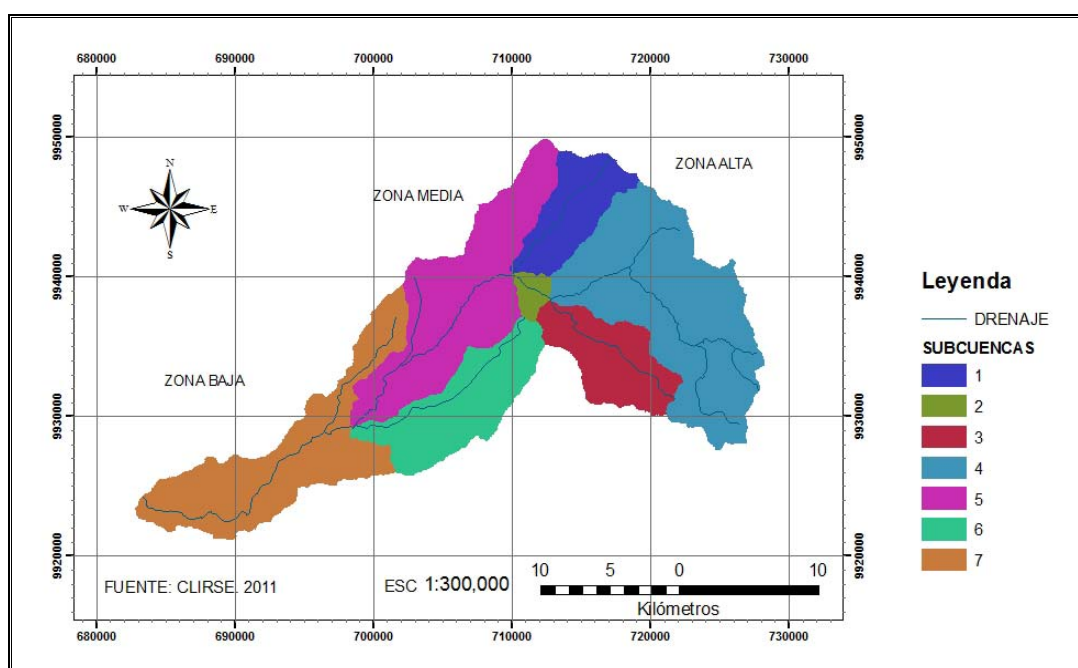 680000 690000 700000 710000 720000 730000
9950000 9950000
ZONA MEDIA ZONA ALTA
N
W E
S
9940000 9940000
ZONA BAJA
9930000 9930000
9920000 9920000
FUENTE: CLIRSE. 2011
ESC 1:300,000
10 5 0 10
Kilómetros
680000 690000 700000 710000 720000 730000
Leyenda
DRENAJE
SUBCUENCAS
1
2
3
4
5
6
7